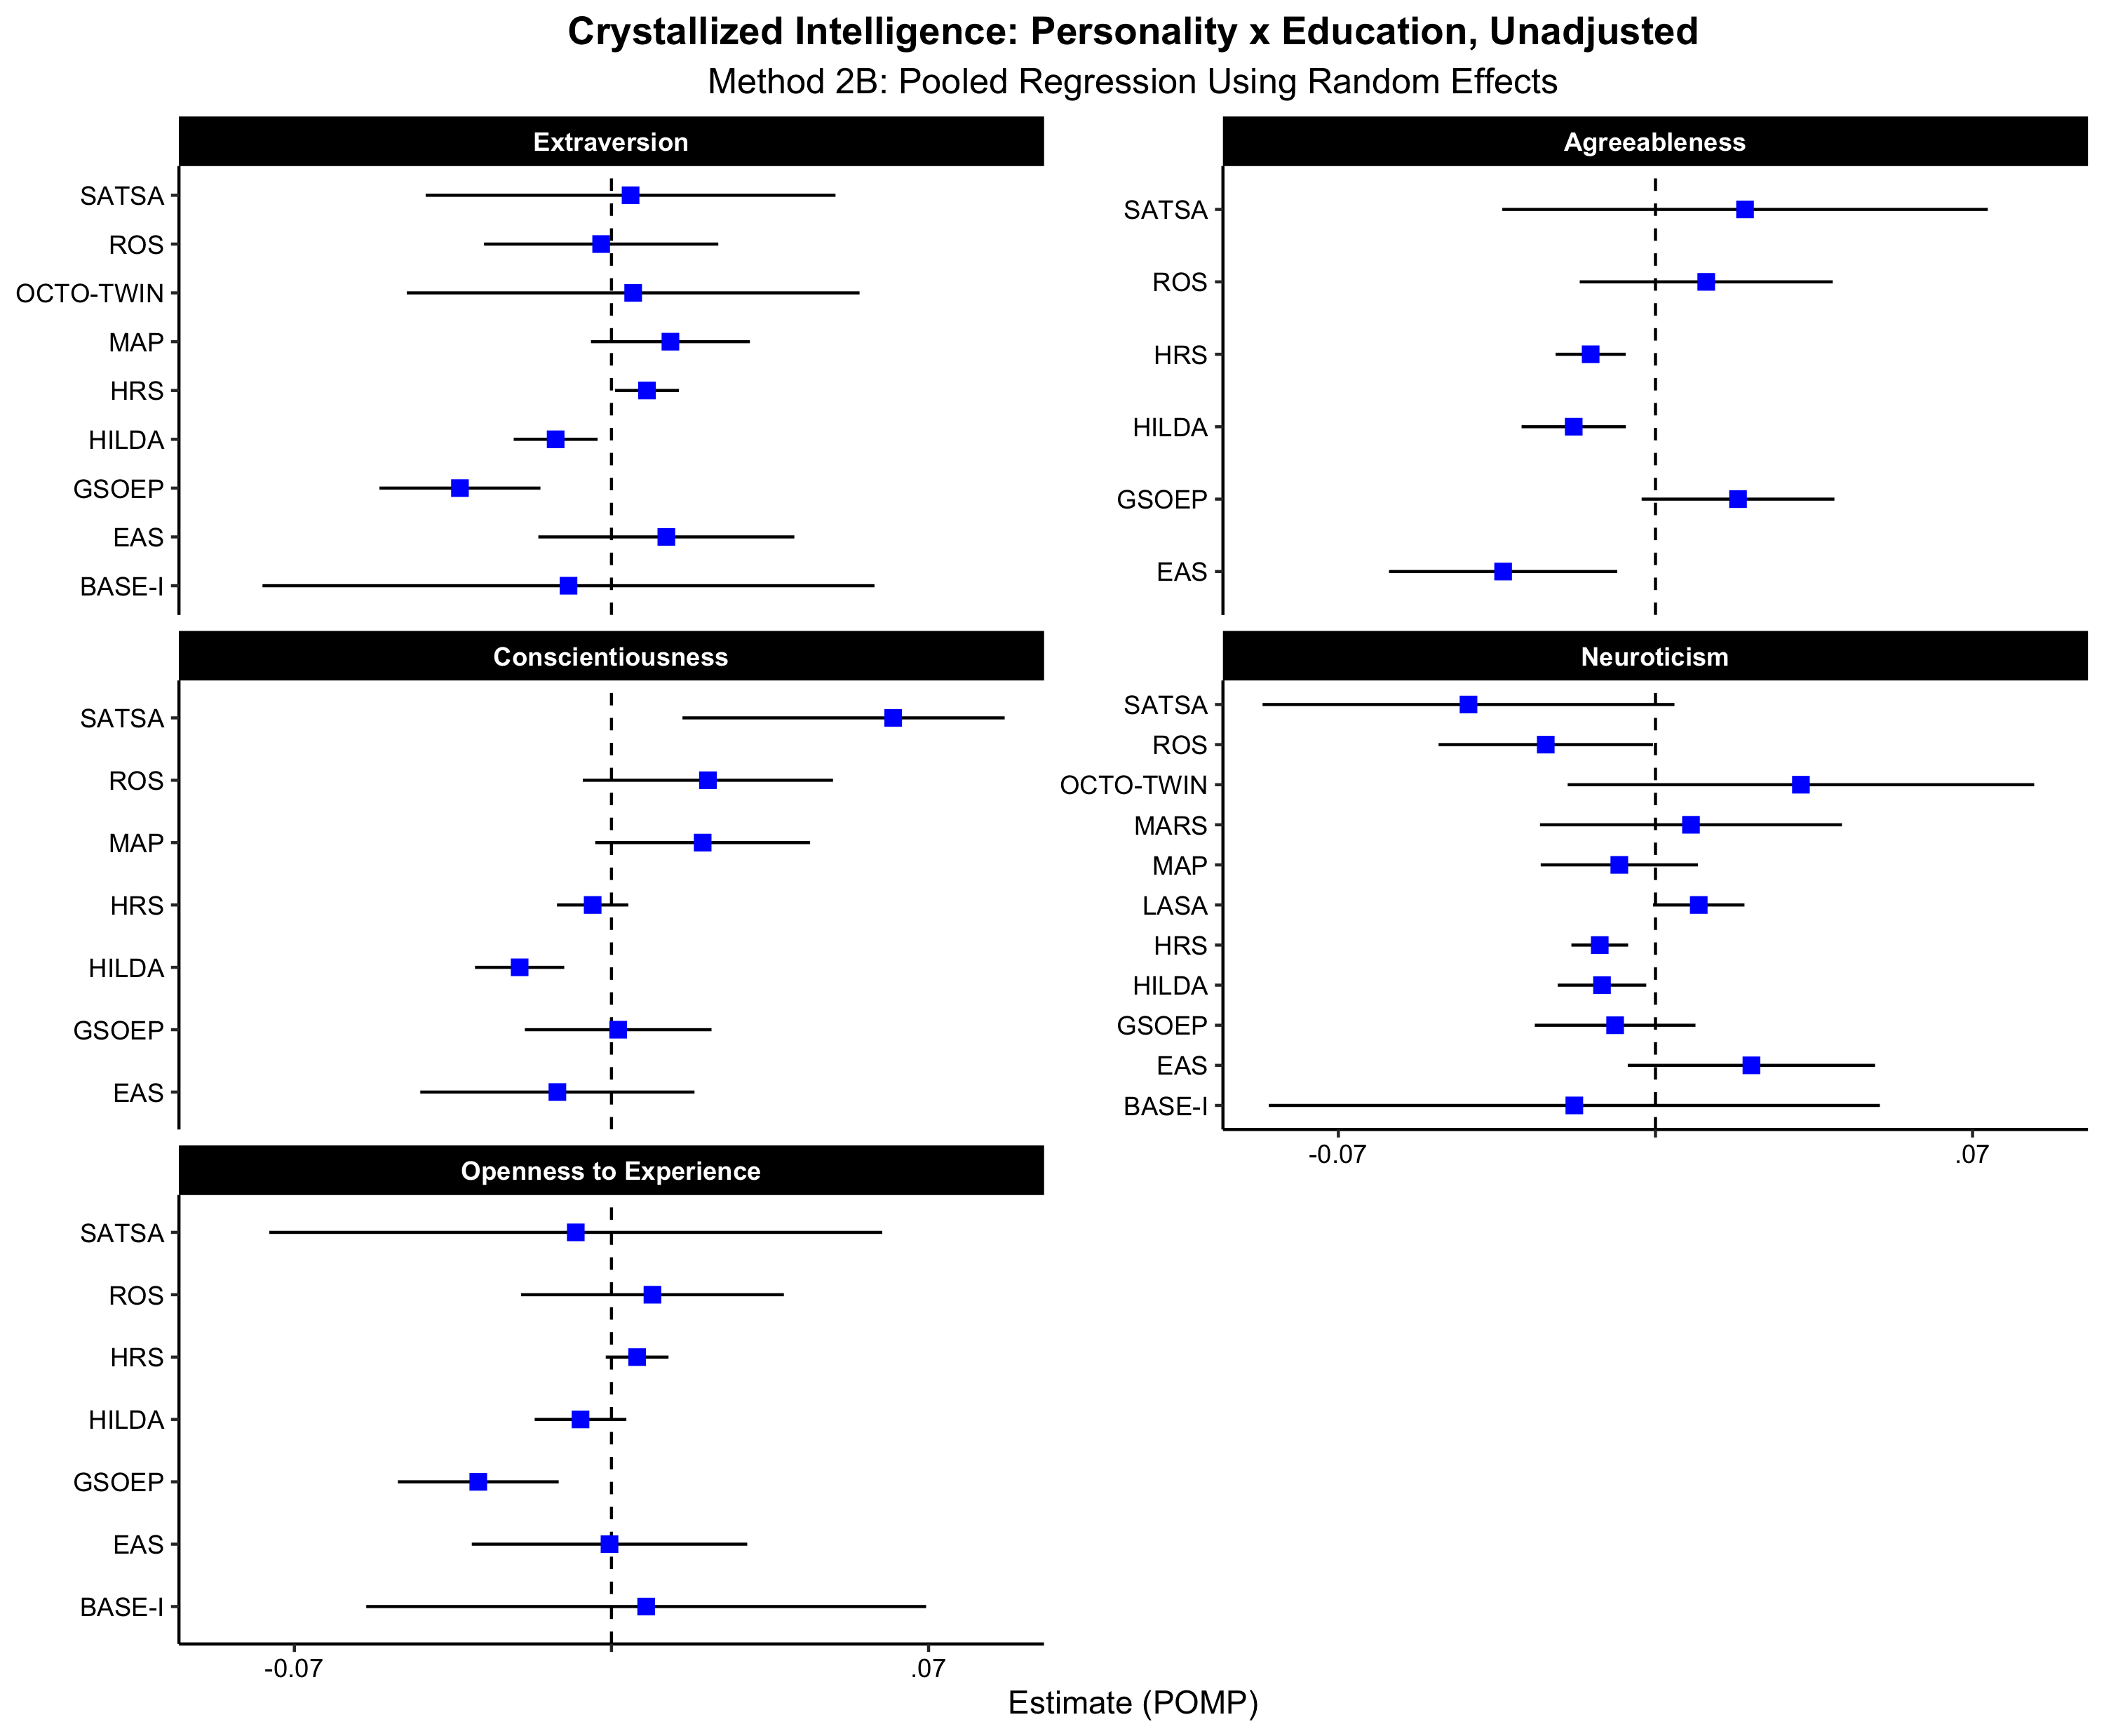 Crystallized Intelligence: Personality x Education, Unadjusted
Method 2B: Pooled Regression Using Random Effects
Extraversion
SATSA
ROS
OCTO-TWIN
MAP
HRS
HILDA
GSOEP
EAS
BASE-I
Agreeableness
SATSA
ROS
HRS
HILDA
GSOEP
EAS
Conscientiousness
SATSA
ROS
MAP
HRS
HILDA
GSOEP
EAS
Neuroticism
SATSA
ROS
OCTO-TWIN
MARS
MAP
LASA
HRS
HILDA
GSOEP
EAS
BASE-I
-0.07 .07
Openness to Experience
SATSA
ROS
HRS
HILDA
GSOEP
EAS
BASE-I
-0.07 .07
Estimate (POMP)